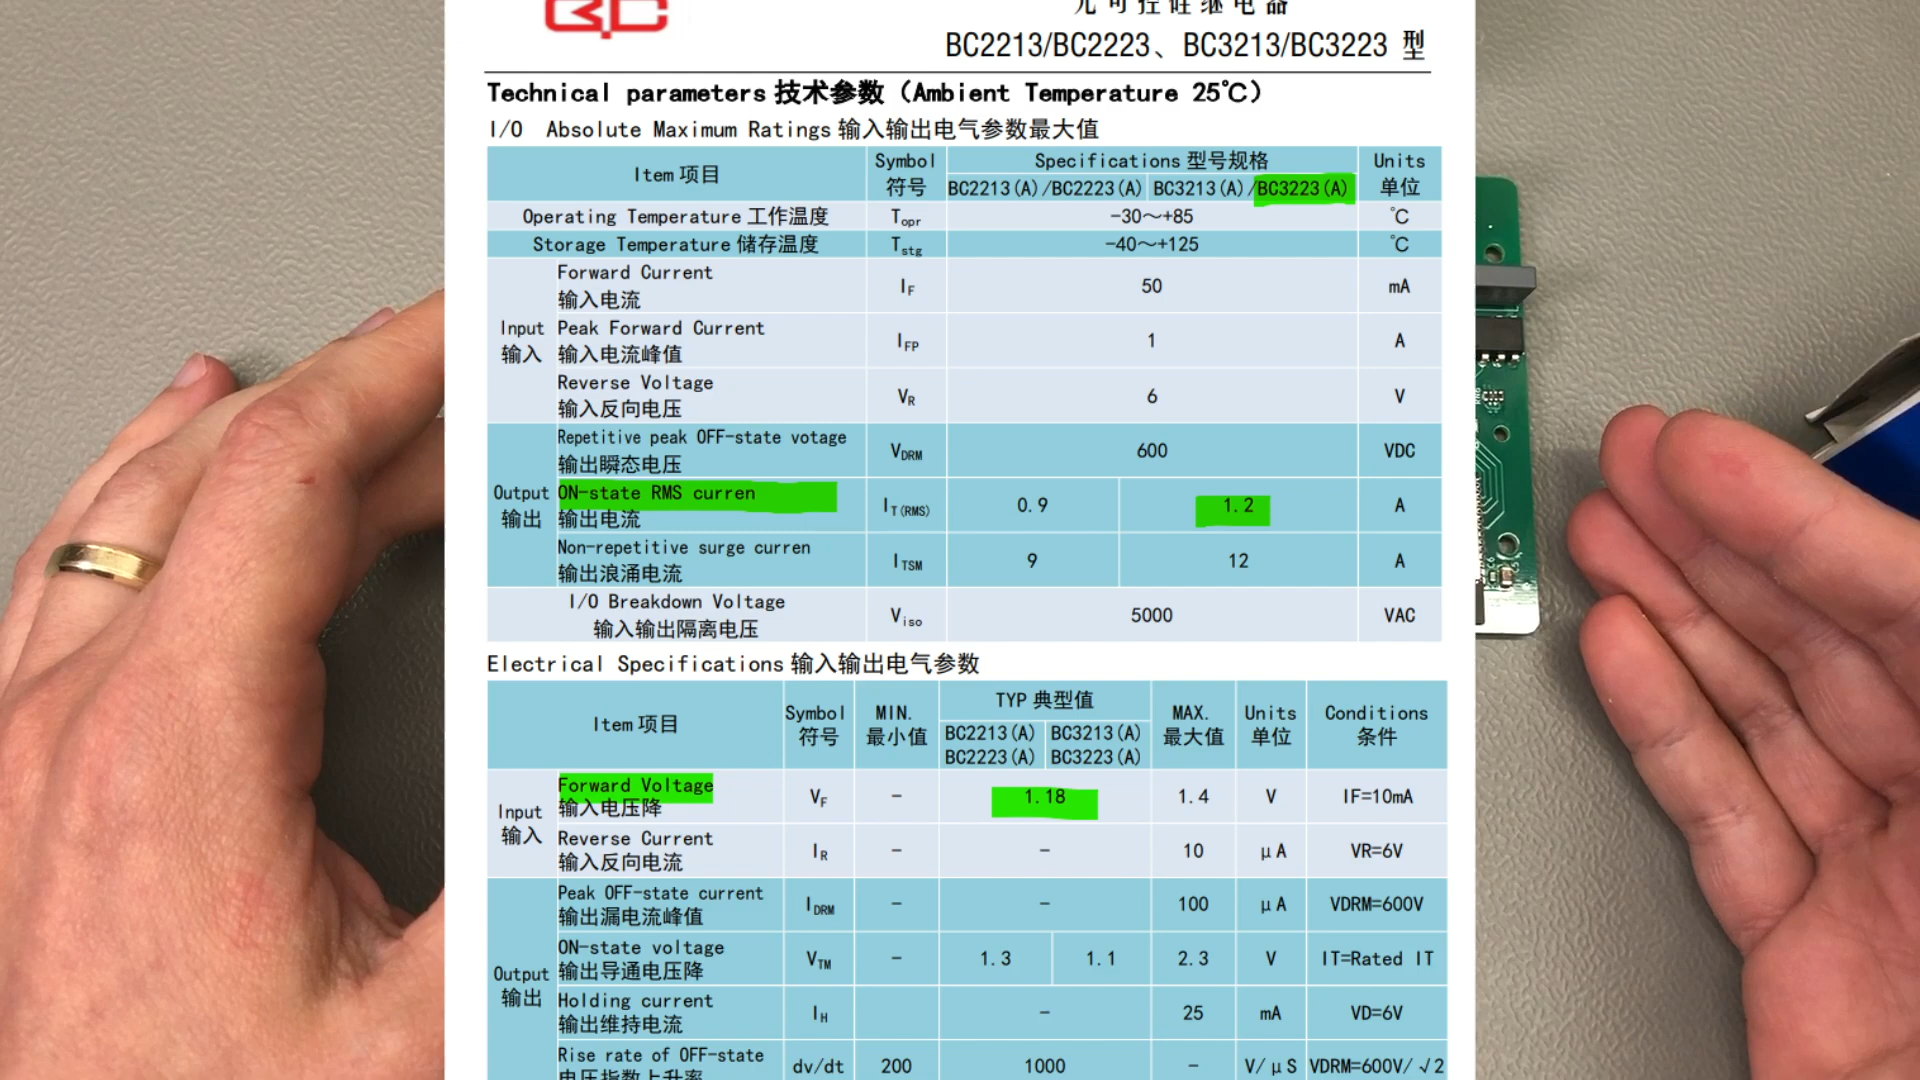 光可控硅继电器
BC2213/BC2223、BC3213/BC3223 型
Technical parameters 技术参数（Ambient Temperature 25℃）
I/O Absolute Maximum Ratings 输入输出电气参数最大值
Item 项目 Symbol 符号 Specifications 型号规格 Units 单位
BC2213(A)/BC2223(A) BC3213(A)/BC3223(A)
Operating Temperature 工作温度 Topr -30～+85 ℃
Storage Temperature 储存温度 Tstg -40～+125 ℃
Input 输入
Forward Current 输入电流 IF 50 mA
Peak Forward Current 输入电流峰值 IFP 1 A
Reverse Voltage 输入反向电压 VR 6 V
Output 输出
Repetitive peak OFF-state votage 输出瞬态电压 VDRM 600 VDC
ON-state RMS curren 输出电流 IT(RMS) 0.9 1.2 A
Non-repetitive surge curren 输出浪涌电流 ITSM 9 12 A
I/O Breakdown Voltage 输入输出隔离电压 Viso 5000 VAC
Electrical Specifications 输入输出电气参数
Item 项目 Symbol 符号 MIN. 最小值 TYP 典型值 MAX. 最大值 Units 单位 Conditions 条件
BC2213(A) BC3213(A)
BC2223(A) BC3223(A)
Input 输入
Forward Voltage 输入电压降 VF - 1.18 1.4 V IF=10mA
Reverse Current 输入反向电流 IR - - 10 μA VR=6V
Output 输出
Peak OFF-state current 输出漏电流峰值 IDRM - - 100 μA VDRM=600V
ON-state voltage 输出导通电压降 VTM - 1.3 1.1 2.3 V IT=Rated IT
Holding current 输出维持电流 IH - 25 mA VD=6V
Rise rate of OFF-state 电压指数上升率 dv/dt 200 1000 - V/μS VDRM=600V/√2